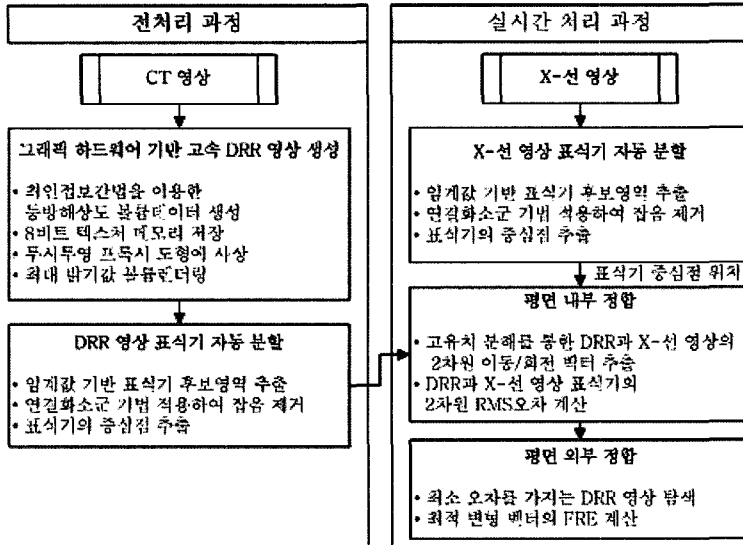 전처리 과정
CT 영상
그래픽 하드웨어 기반 고속 DRR 영상 생성
• 최인접보간법을 이용한
등방해상도 볼륨데이터 생성
• 8비트 텍스처 메모리 저장
• 투시투영 프록시 도형에 사상
• 최대 밝기값 볼륨렌더링
DRR 영상 표식기 자동 분할
• 임계값 기반 표식기 후보영역 추출
• 연결화소군 기법 적용하여 잡음 제거
• 표식기의 중심점 추출
실시간 처리 과정
X-선 영상
X-선 영상 표식기 자동 분할
• 임계값 기반 표식기 후보영역 추출
• 연결화소군 기법 적용하여 잡음 제거
• 표식기의 중심점 추출
표식기 중심점 위치
평면 내부 정합
• 고유치 분해를 통한 DRR과 X-선 영상의
2차원 이동/회전 벡터 추출
• DRR과 X-선 영상 표식기의
2차원 RMS오차 계산
평면 외부 정합
• 최소 오차를 가지는 DRR 영상 탐색
• 최적 변형 벡터의 FRE 계산